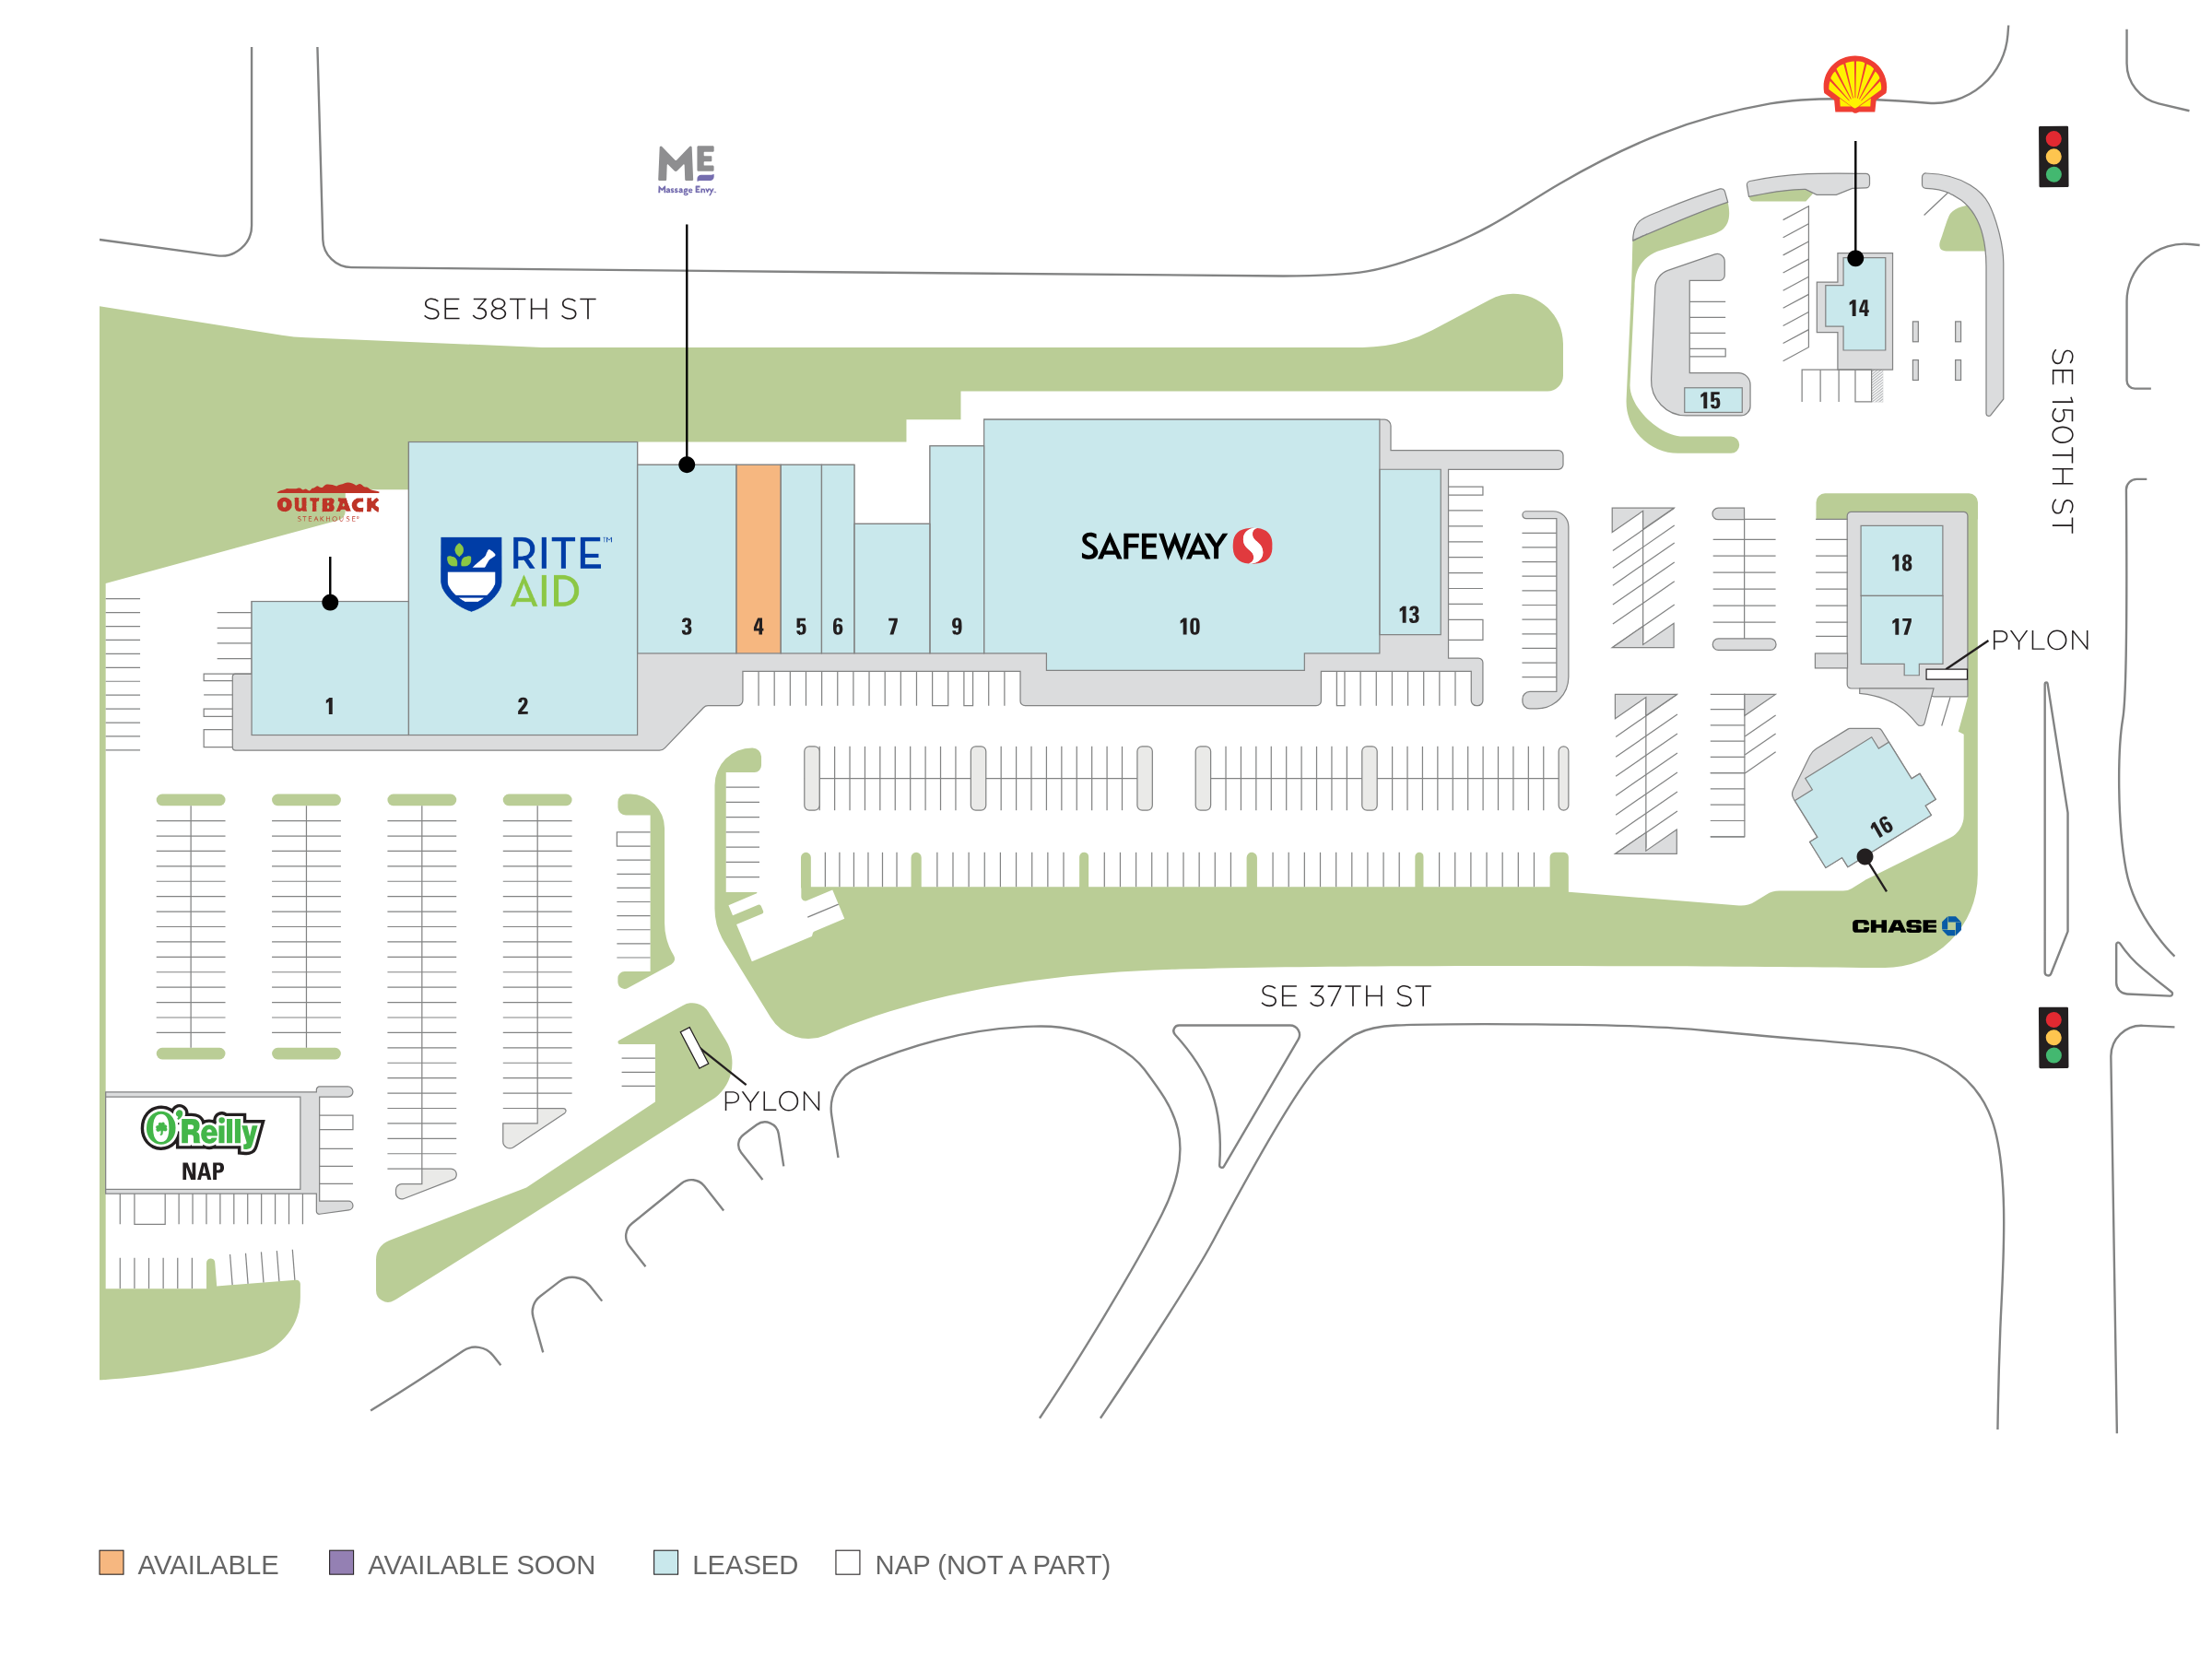 ME
Massage Envy.
SE 38TH ST
14
15
SE 150TH ST
OUTBACK
STEAKHOUSE®
RITE™
AID
SAFEWAY
1
2
3
4
5
6
7
9
10
13
18
17
PYLON
16
CHASE
SE 37TH ST
PYLON
O'Reilly
NAP
AVAILABLE
AVAILABLE SOON
LEASED
NAP (NOT A PART)